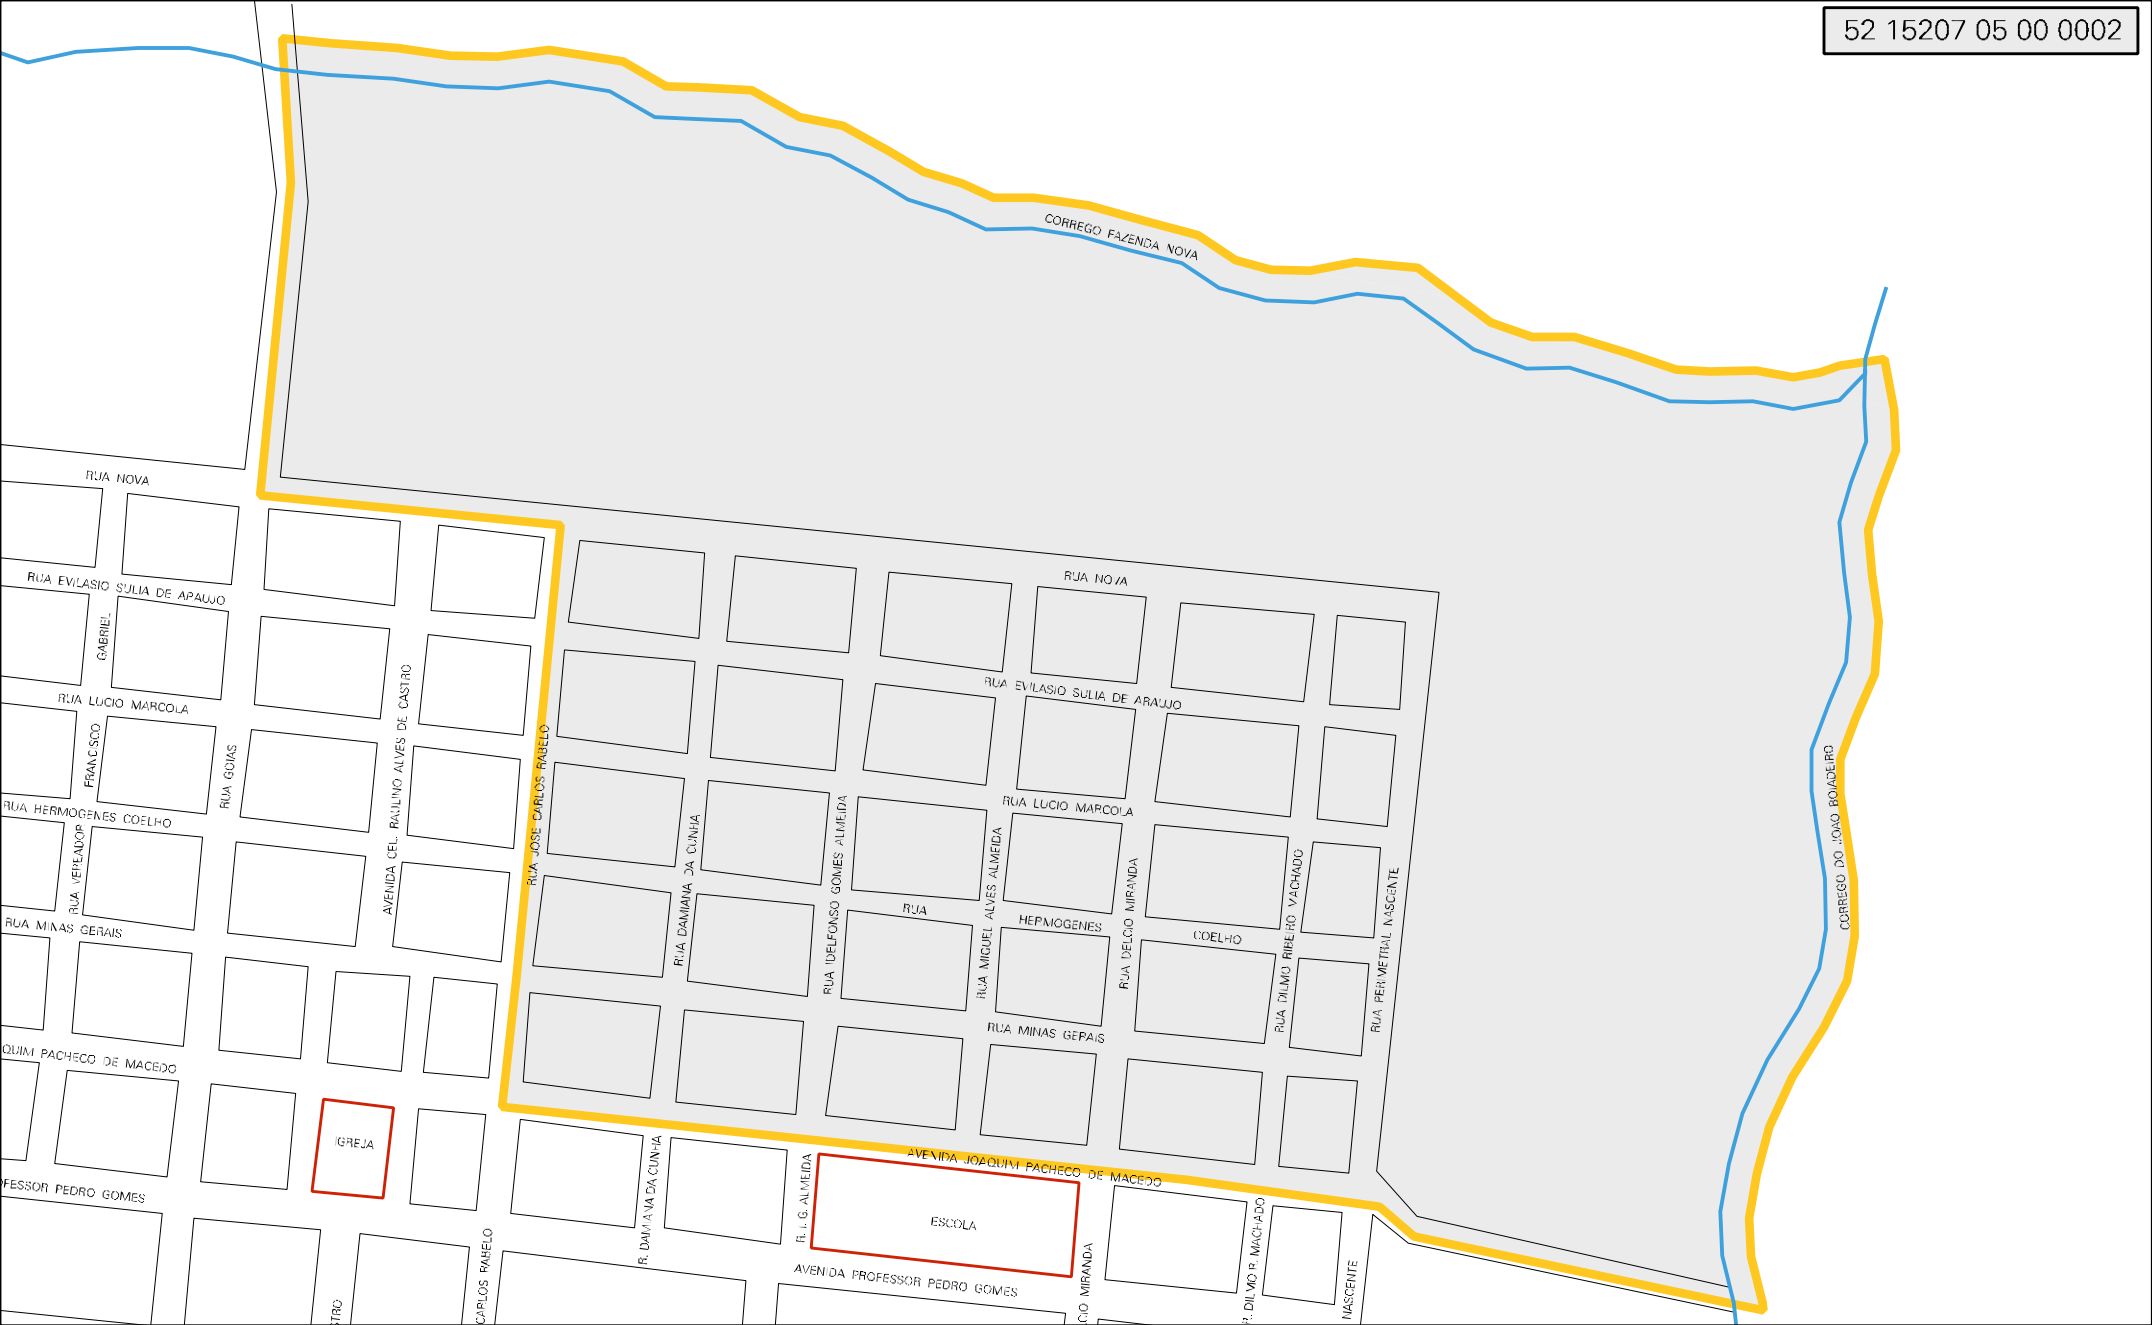 52 15207 05 00 0002
CORREGO FAZENDA NOVA
RUA NOVA
RUA NOVA
RUA EVILASIO SULIA DE ARAUJO
GABRIEL
RUA EVILASIO SULIA DE ARAUJO
RUA LUCIO MARCOLA
AVENIDA CEL. RAULINO ALVES DE CASTRO
FRANCISCO
RUA GOIAS
RUA JOSE CARLOS RABELO
RUA LUCIO MARCOLA
CORREGO DO JOAO BOIADEIRO
RUA HERMOGENES COELHO
RUA VEREADOR
RUA DAMIANA DA CUNHA
RUA IDELFONSO GOMES ALMEIDA
RUA MIGUEL ALVES ALMEIDA
RUA DELCIO MIRANDA
RUA DILMO RIBEIRO MACHADO
RUA PERIMETRAL NASCENTE
RUA HERMOGENES COELHO
RUA MINAS GERAIS
RUA MINAS GERAIS
QUIM PACHECO DE MACEDO
IGREJA
AVENIDA JOAQUIM PACHECO DE MACEDO
FESSOR PEDRO GOMES
R. DAMIANA DA CUNHA
R. I. G. ALMEIDA
ESCOLA
R. DILMO R. MACHADO
CARLOS RABELO
AVENIDA PROFESSOR PEDRO GOMES
CIO MIRANDA
NASCENTE
STRO